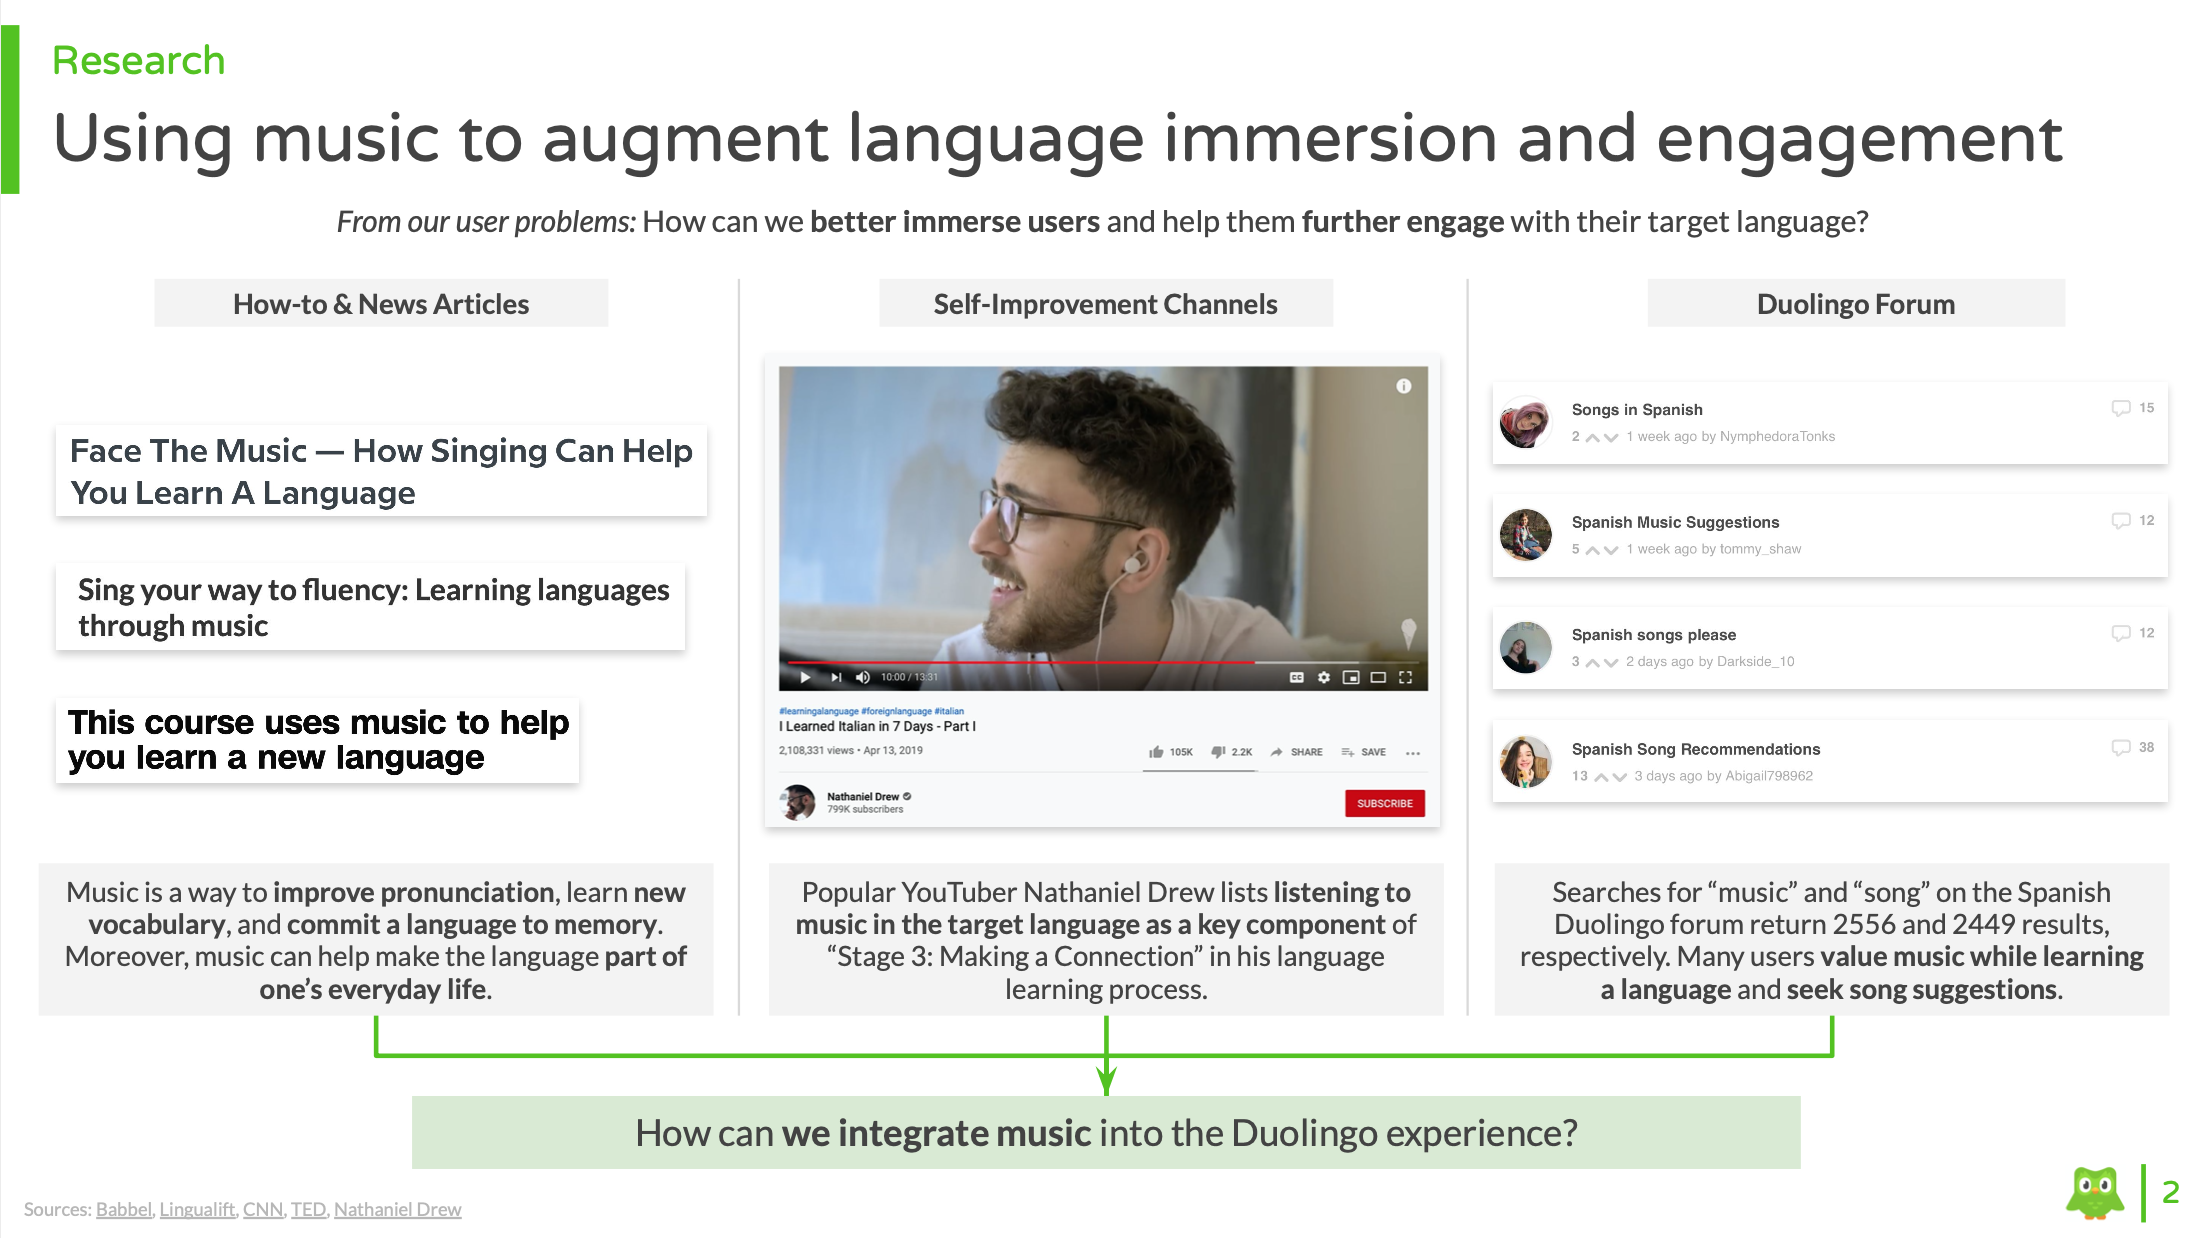 Research
Using music to augment language immersion and engagement
From our user problems: How can we better immerse users and help them further engage with their target language?
How-to & News Articles
Face The Music — How Singing Can Help
You Learn A Language
Sing your way to fluency: Learning languages
through music
This course uses music to help
you learn a new language
Music is a way to improve pronunciation, learn new
vocabulary, and commit a language to memory.
Moreover, music can help make the language part of
one's everyday life.
Self-Improvement Channels
10:00 / 13:31
#learningalanguage #foreignlanguage #italian
I Learned Italian in 7 Days - Part I
2,108,331 views • Apr 13, 2019
105K 2.2K SHARE SAVE
Nathaniel Drew
799K subscribers
SUBSCRIBE
Popular YouTuber Nathaniel Drew lists listening to
music in the target language as a key component of
“Stage 3: Making a Connection” in his language
learning process.
Duolingo Forum
Songs in Spanish
15
2 1 week ago by NymphedoraTonks
Spanish Music Suggestions
12
5 1 week ago by tommy_shaw
Spanish songs please
12
3 2 days ago by Darkside_10
Spanish Song Recommendations
38
13 3 days ago by Abigail798962
Searches for “music” and “song” on the Spanish
Duolingo forum return 2556 and 2449 results,
respectively. Many users value music while learning
a language and seek song suggestions.
How can we integrate music into the Duolingo experience?
Sources: Babbel, Lingualift, CNN, TED, Nathaniel Drew
2